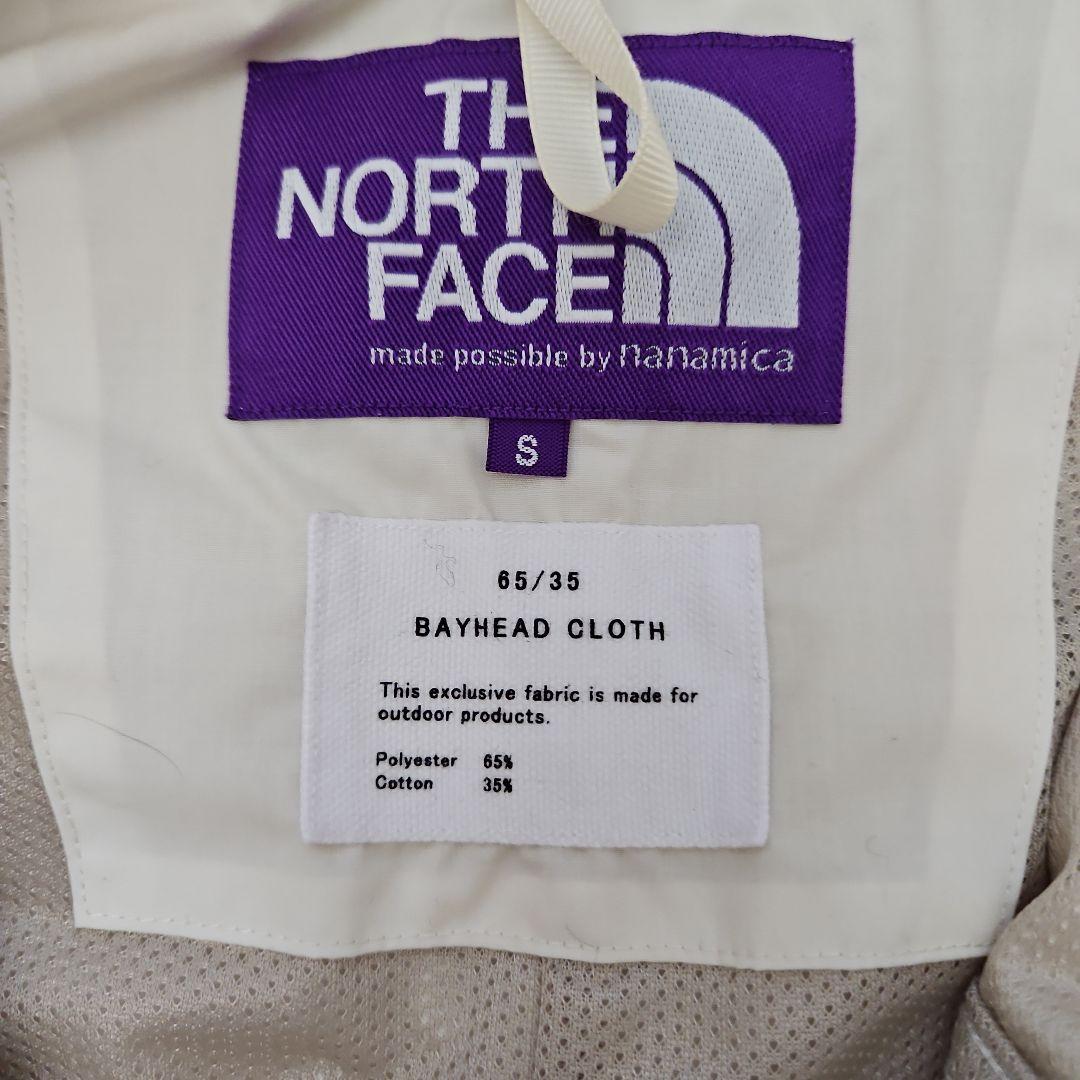 THE
NORTH
FACE
made possible by nanamica
S
65/35
BAYHEAD CLOTH
This exclusive fabric is made for
outdoor products.
Polyester 65%
Cotton 35%